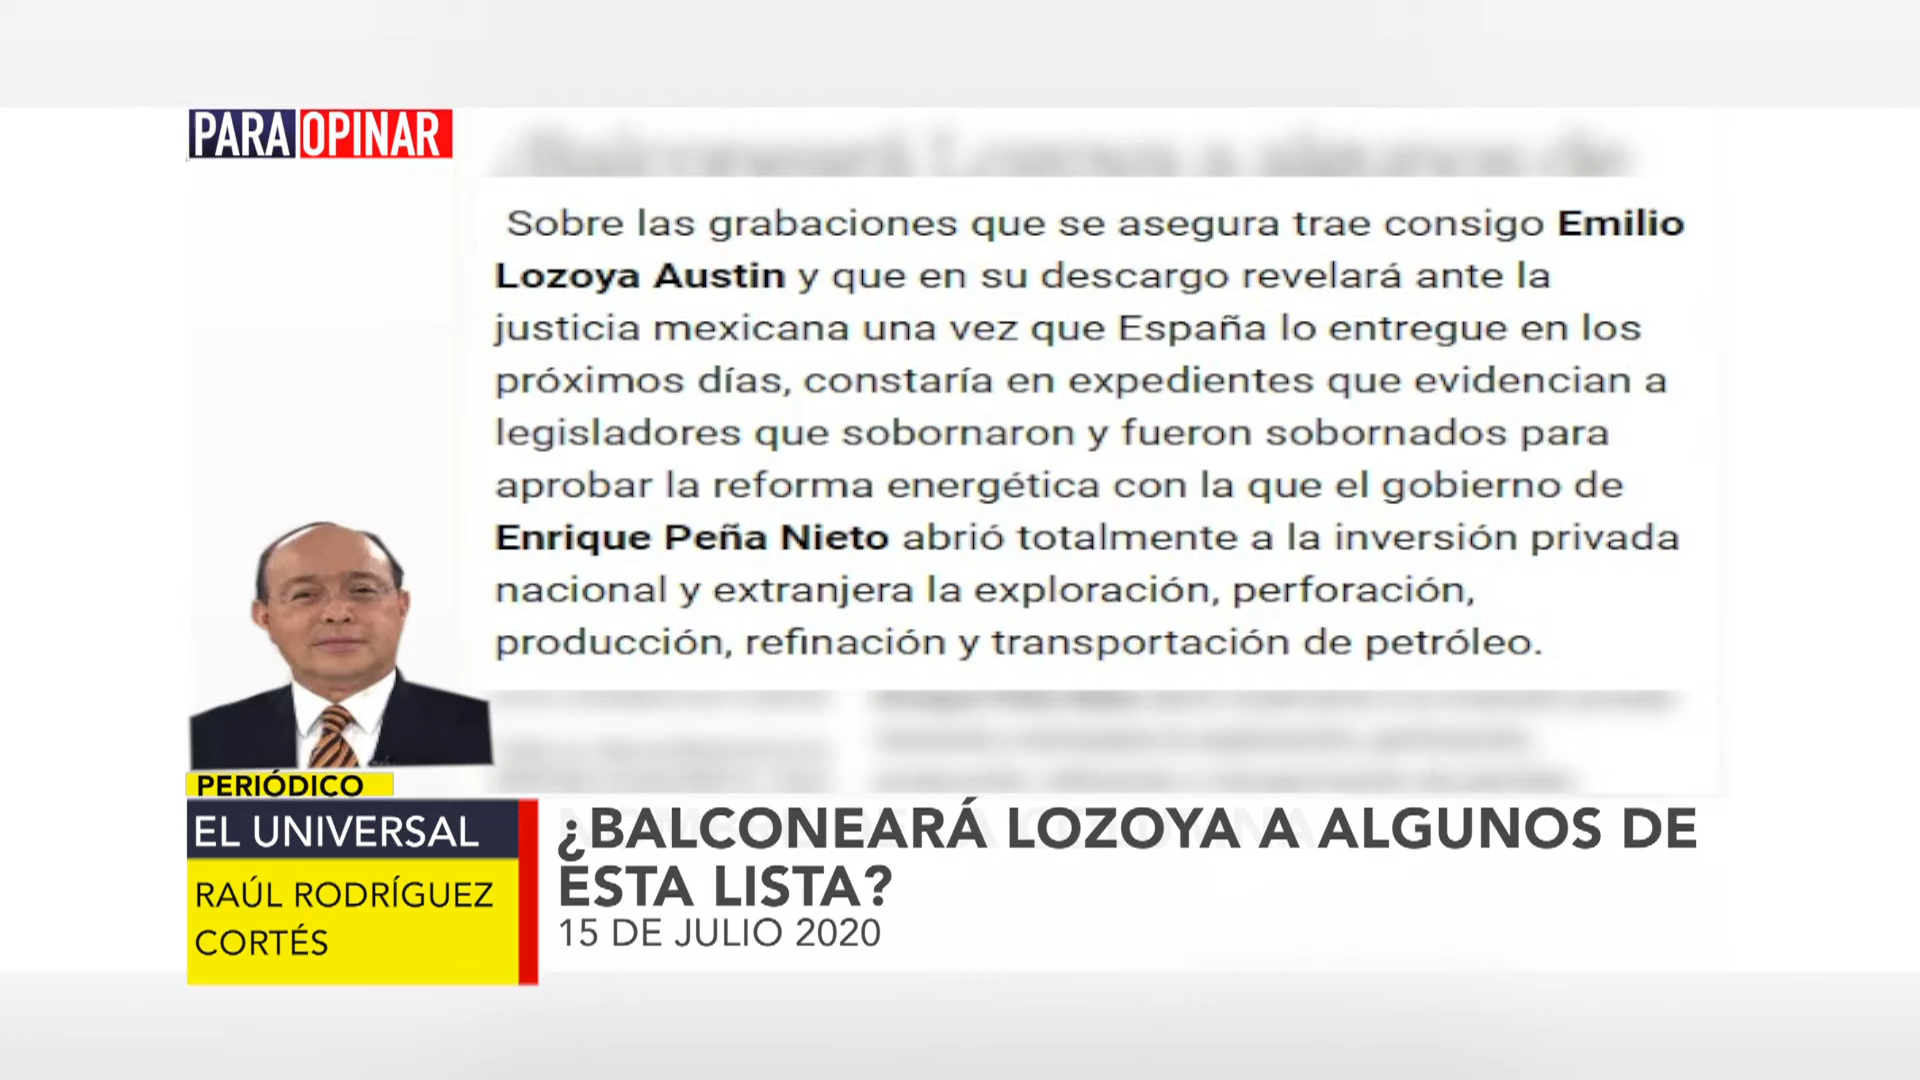 PARA OPINAR
Sobre las grabaciones que se asegura trae consigo Emilio
Lozoya Austin y que en su descargo revelará ante la
justicia mexicana una vez que España lo entregue en los
próximos días, constaría en expedientes que evidencian a
legisladores que sobornaron y fueron sobornados para
aprobar la reforma energética con la que el gobierno de
Enrique Peña Nieto abrió totalmente a la inversión privada
nacional y extranjera la exploración, perforación,
producción, refinación y transportación de petróleo.
PERIÓDICO
EL UNIVERSAL
RAÚL RODRÍGUEZ
CORTÉS
¿BALCONEARÁ LOZOYA A ALGUNOS DE
ESTA LISTA?
15 DE JULIO 2020